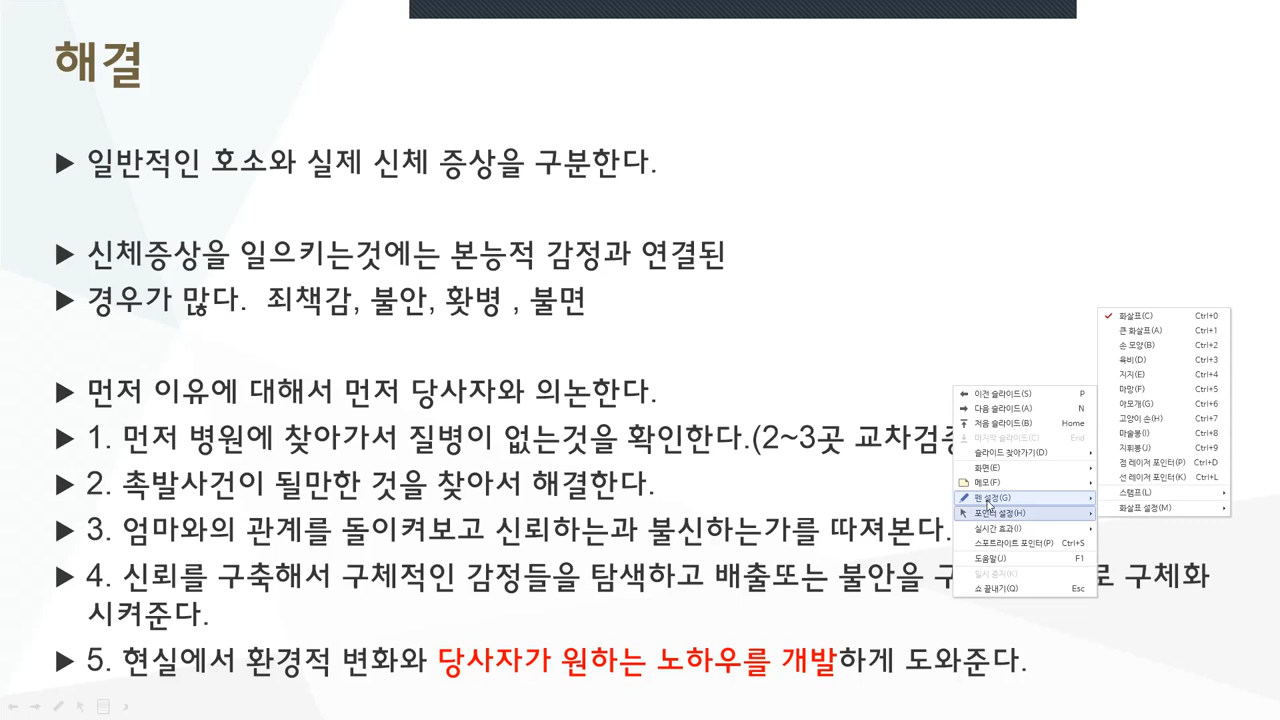 해결
일반적인 호소와 실제 신체 증상을 구분한다.
신체증상을 일으키는것에는 본능적 감정과 연결된
경우가 많다. 죄책감, 불안, 홧병 , 불면
먼저 이유에 대해서 먼저 당사자와 의논한다.
1. 먼저 병원에 찾아가서 질병이 없는것을 확인한다.(2~3곳 교차검
2. 촉발사건이 될만한 것을 찾아서 해결한다.
3. 엄마와의 관계를 돌이켜보고 신뢰하는과 불신하는가를 따져본다.
4. 신뢰를 구축해서 구체적인 감정들을 탐색하고 배출또는 불안을 로 구체화
시켜준다.
5. 현실에서 환경적 변화와 당사자가 원하는 노하우를 개발하게 도와준다.
이전 슬라이드(S) P
다음 슬라이드(A) N
처음 슬라이드(B) Home
마지막 슬라이드(C) End
슬라이드 찾아가기(D)
화면(E)
메모(F)
펜 설정(G)
포인터 설정(H)
실시간 효과(I)
스포트라이트 포인터(P) Ctrl+S
도움말(J) F1
일시 중지(K)
쇼 끝내기(Q) Esc
화살표(C) Ctrl+0
큰 화살표(A) Ctrl+1
손 모양(B) Ctrl+2
육비(D) Ctrl+3
지지(E) Ctrl+4
마망(F) Ctrl+5
아모개(G) Ctrl+6
고양이 손(H) Ctrl+7
마술봉(I) Ctrl+8
지휘봉(J) Ctrl+9
점 레이저 포인터(P) Ctrl+D
선 레이저 포인터(K) Ctrl+L
스탬프(L)
화살표 설정(M)